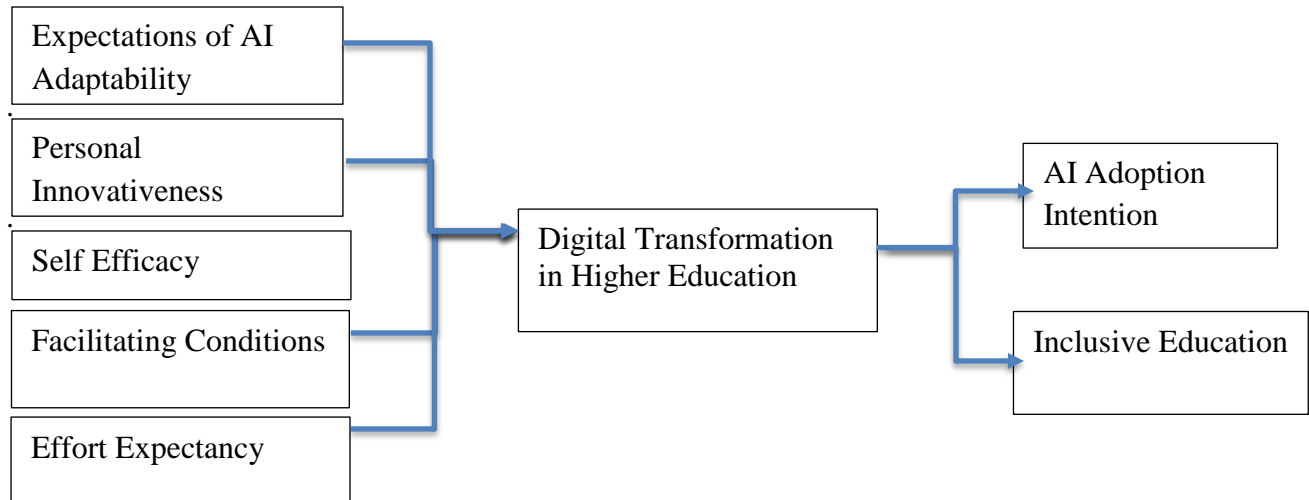 Expectations of AI
Adaptability
Personal
Innovativeness
Self Efficacy
Facilitating Conditions
Effort Expectancy
Digital Transformation
in Higher Education
AI Adoption
Intention
Inclusive Education